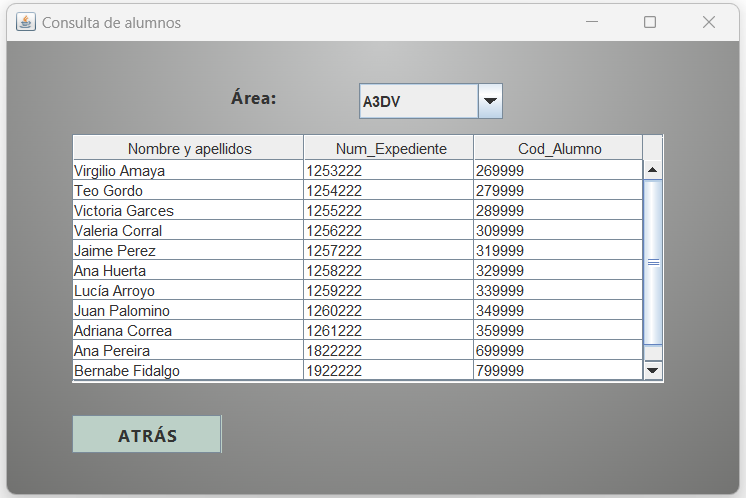 Consulta de alumnos
Área: A3DV
Nombre y apellidos Num_Expediente Cod_Alumno
Virgilio Amaya 1253222 269999
Teo Gordo 1254222 279999
Victoria Garces 1255222 289999
Valeria Corral 1256222 309999
Jaime Perez 1257222 319999
Ana Huerta 1258222 329999
Lucía Arroyo 1259222 339999
Juan Palomino 1260222 349999
Adriana Correa 1261222 359999
Ana Pereira 1822222 699999
Bernabe Fidalgo 1922222 799999
ATRÁS